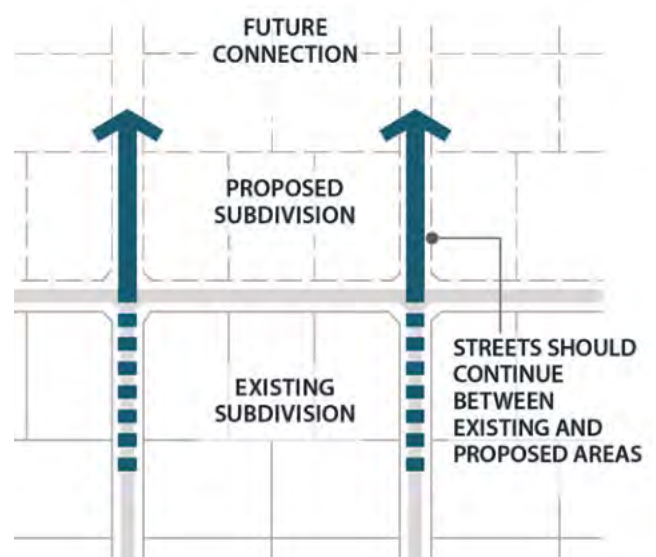 FUTURE
CONNECTION
PROPOSED
SUBDIVISION
EXISTING
SUBDIVISION
STREETS SHOULD
CONTINUE
BETWEEN
EXISTING AND
PROPOSED AREAS